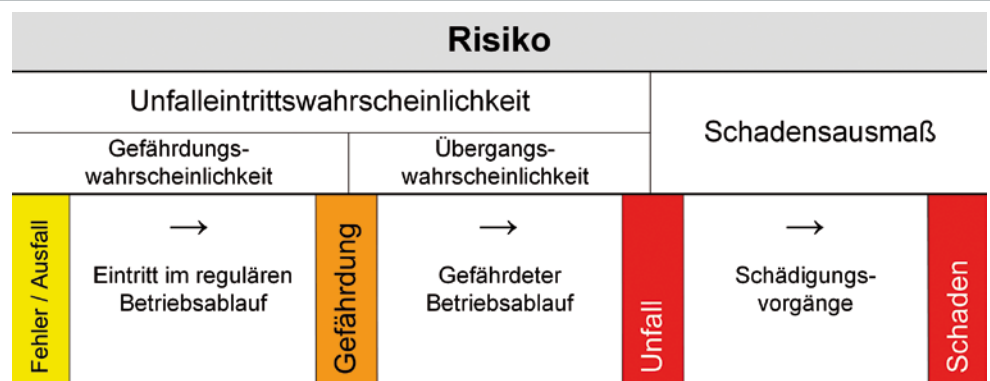 Risiko
Unfalleintrittswahrscheinlichkeit
Schadensausmaß
Gefährdungs-
wahrscheinlichkeit
Übergangs-
wahrscheinlichkeit
Fehler / Ausfall
→
Eintritt im regulären
Betriebsablauf
Gefährdung
→
Gefährdeter
Betriebsablauf
Unfall
→
Schädigungs-
vorgänge
Schaden